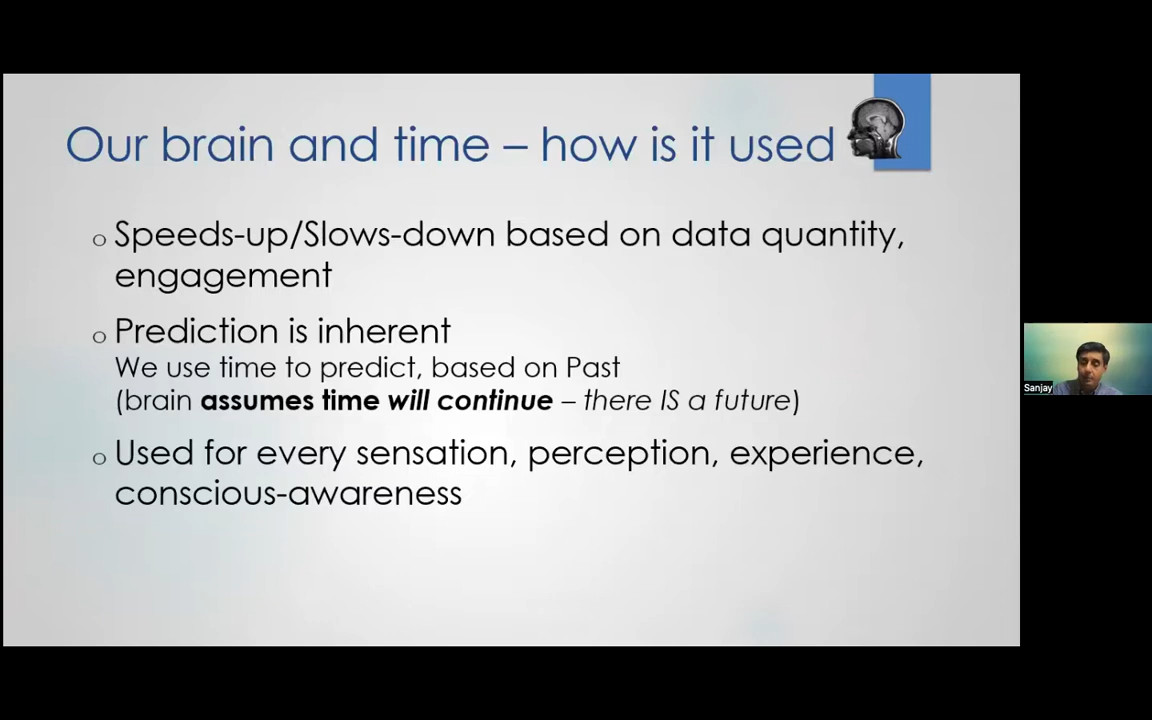 Our brain and time – how is it used
o Speeds-up/Slows-down based on data quantity,
engagement
o Prediction is inherent
We use time to predict, based on Past
(brain assumes time will continue – there IS a future)
o Used for every sensation, perception, experience,
conscious-awareness
Sanjay